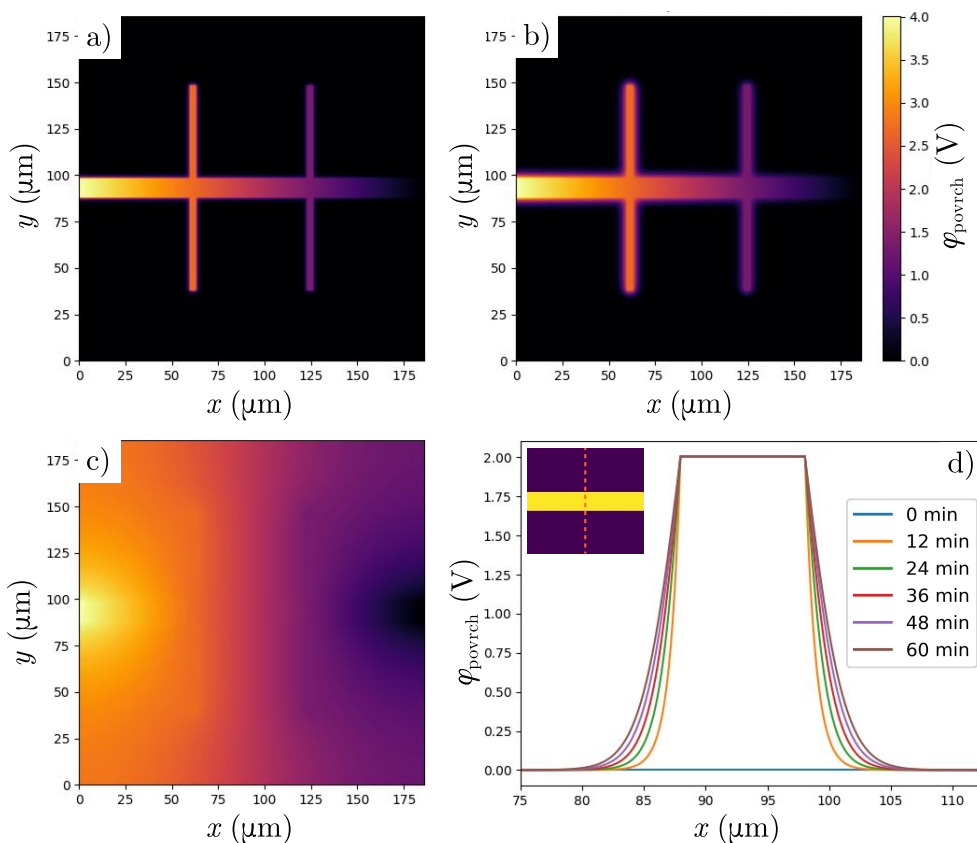 a)
175
150
125
100
75
50
25
0
y (μm)
0 25 50 75 100 125 150 175
x (μm)
b)
175
150
125
100
75
50
25
0
y (μm)
0 25 50 75 100 125 150 175
x (μm)
4.0
3.5
3.0
2.5
2.0
1.5
1.0
0.5
0.0
φpovrch (V)
c)
175
150
125
100
75
50
25
0
y (μm)
0 25 50 75 100 125 150 175
x (μm)
d)
2.00
1.75
1.50
1.25
1.00
0.75
0.50
0.25
0.00
φpovrch (V)
0 min
12 min
24 min
36 min
48 min
60 min
75 80 85 90 95 100 105 110
x (μm)